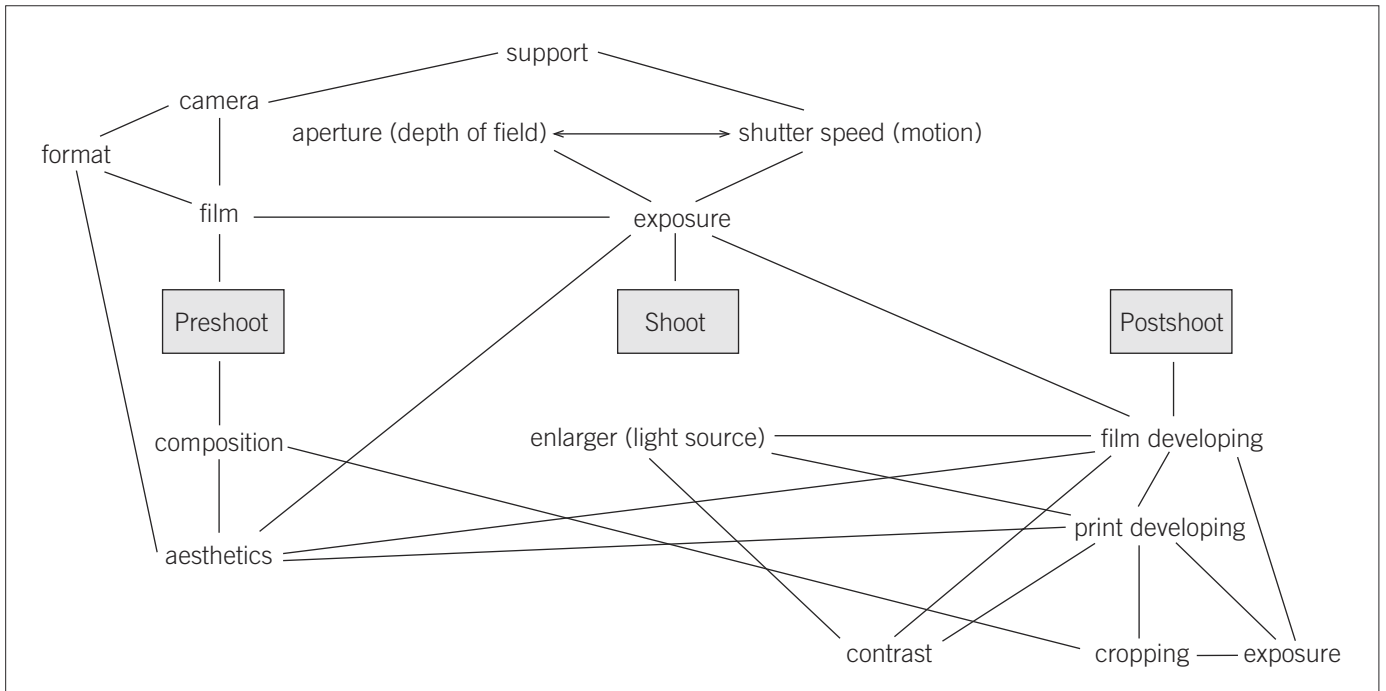 support
camera
aperture (depth of field)
shutter speed (motion)
format
film
exposure
Preshoot
Shoot
Postshoot
composition
enlarger (light source)
film developing
print developing
aesthetics
contrast
cropping
exposure